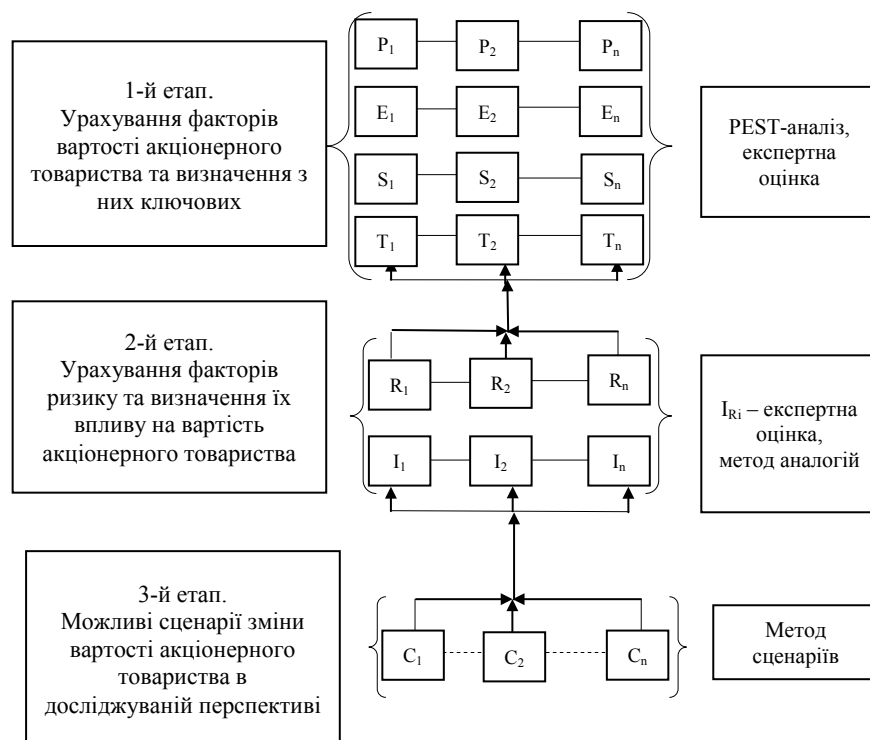 1-й етап.
Урахування факторів
вартості акціонерного
товариства та визначення з
них ключових
P₁ P₂ Pₙ
E₁ E₂ Eₙ
S₁ S₂ Sₙ
T₁ T₂ Tₙ
PEST-аналіз,
експертна
оцінка
2-й етап.
Урахування факторів
ризику та визначення їх
впливу на вартість
акціонерного товариства
R₁ R₂ Rₙ
I₁ I₂ Iₙ
I_Ri – експертна
оцінка,
метод аналогій
3-й етап.
Можливі сценарії зміни
вартості акціонерного
товариства в
досліджуваній перспективі
C₁ C₂ Cₙ
Метод
сценаріїв